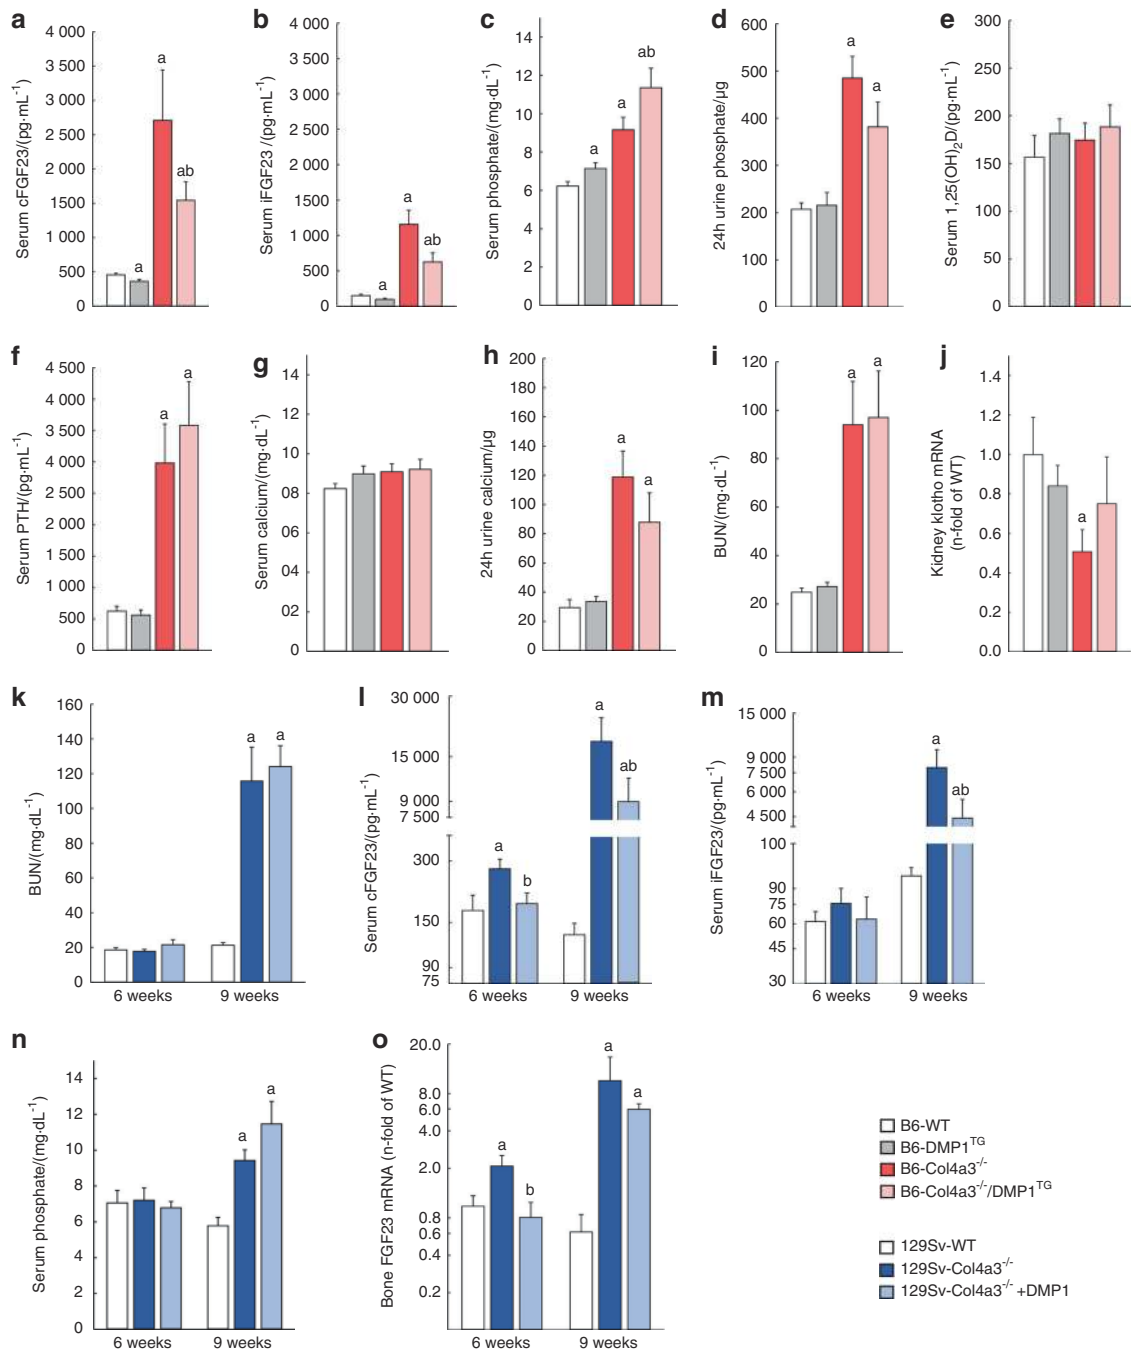 a
Serum cFGF23/(pg·mL⁻¹)
4 000
3 500
3 000
2 500
2 000
1 500
1 000
500
0
a
a
ab
b
Serum iFGF23 /(pg·mL⁻¹)
4 000
3 500
3 000
2 500
2 000
1 500
1 000
500
0
a
a
ab
c
Serum phosphate/(mg·dL⁻¹)
14
12
10
8
6
4
2
0
a
a
ab
d
24h urine phosphate/µg
600
500
400
300
200
100
0
a
a
e
Serum 1,25(OH)₂D/(pg·mL⁻¹)
300
250
200
150
100
50
0
f
Serum PTH/(pg·mL⁻¹)
4 500
4 000
3 500
3 000
2 500
2 000
1 500
1 000
500
0
a
a
g
Serum calcium/(mg·dL⁻¹)
14
12
10
08
06
04
02
0
h
24h urine calcium/µg
200
180
160
140
120
100
80
60
40
20
0
a
a
i
BUN/(mg·dL⁻¹)
120
100
80
60
40
20
0
a
a
j
Kidney klotho mRNA
(n-fold of WT)
1.4
1.2
1.0
0.8
0.6
0.4
0.2
0.0
a
k
BUN/(mg·dL⁻¹)
160
140
120
100
80
60
40
20
0
a
a
6 weeks
9 weeks
l
Serum cFGF23/(pg·mL⁻¹)
30 000
15 000
9 000
7 500
300
150
90
75
a
b
a
ab
6 weeks
9 weeks
m
Serum iFGF23/(pg·mL⁻¹)
15 000
9 000
7 500
6 000
4 500
100
90
75
60
45
30
a
ab
6 weeks
9 weeks
n
Serum phosphate/(mg·dL⁻¹)
14
12
10
8
6
4
2
0
a
a
6 weeks
9 weeks
o
Bone FGF23 mRNA (n-fold of WT)
20.0
8.0
6.0
4.0
2.0
0.8
0.6
0.4
0.2
a
b
a
a
6 weeks
9 weeks
B6-WT
B6-DMP1ᵀᴳ
B6-Col4a3⁻/⁻
B6-Col4a3⁻/⁻/DMP1ᵀᴳ
129Sv-WT
129Sv-Col4a3⁻/⁻
129Sv-Col4a3⁻/⁻ +DMP1